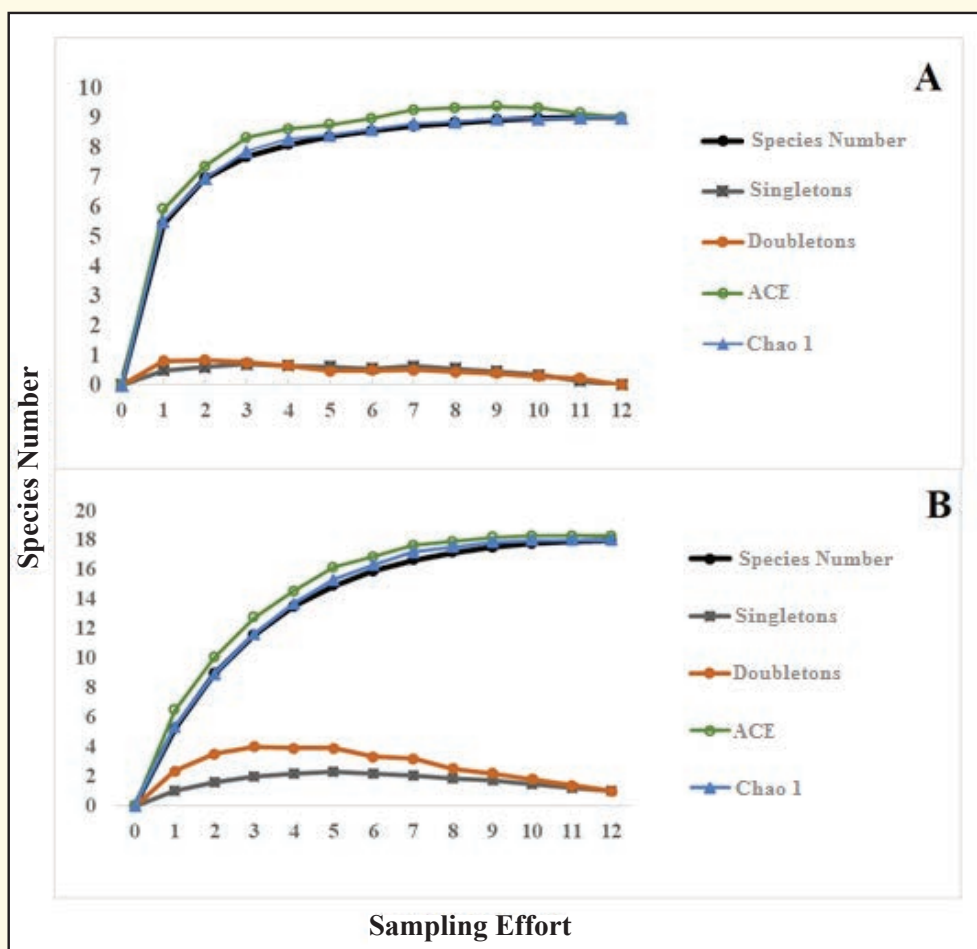 A
10
9
8
7
6
5
4
3
2
1
0
0 1 2 3 4 5 6 7 8 9 10 11 12
Species Number
Singletons
Doubletons
ACE
Chao 1
Species Number
B
20
18
16
14
12
10
8
6
4
2
0
0 1 2 3 4 5 6 7 8 9 10 11 12
Species Number
Singletons
Doubletons
ACE
Chao 1
Sampling Effort